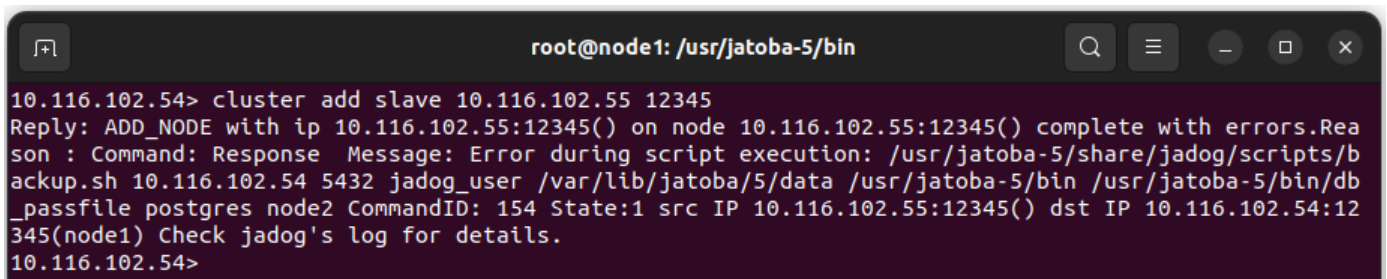 root@node1: /usr/jatoba-5/bin
10.116.102.54> cluster add slave 10.116.102.55 12345
Reply: ADD_NODE with ip 10.116.102.55:12345() on node 10.116.102.55:12345() complete with errors.Rea
son : Command: Response  Message: Error during script execution: /usr/jatoba-5/share/jadog/scripts/b
ackup.sh 10.116.102.54 5432 jadog_user /var/lib/jatoba/5/data /usr/jatoba-5/bin /usr/jatoba-5/bin/db
_passfile postgres node2 CommandID: 154 State:1 src IP 10.116.102.55:12345() dst IP 10.116.102.54:12
345(node1) Check jadog's log for details.
10.116.102.54>